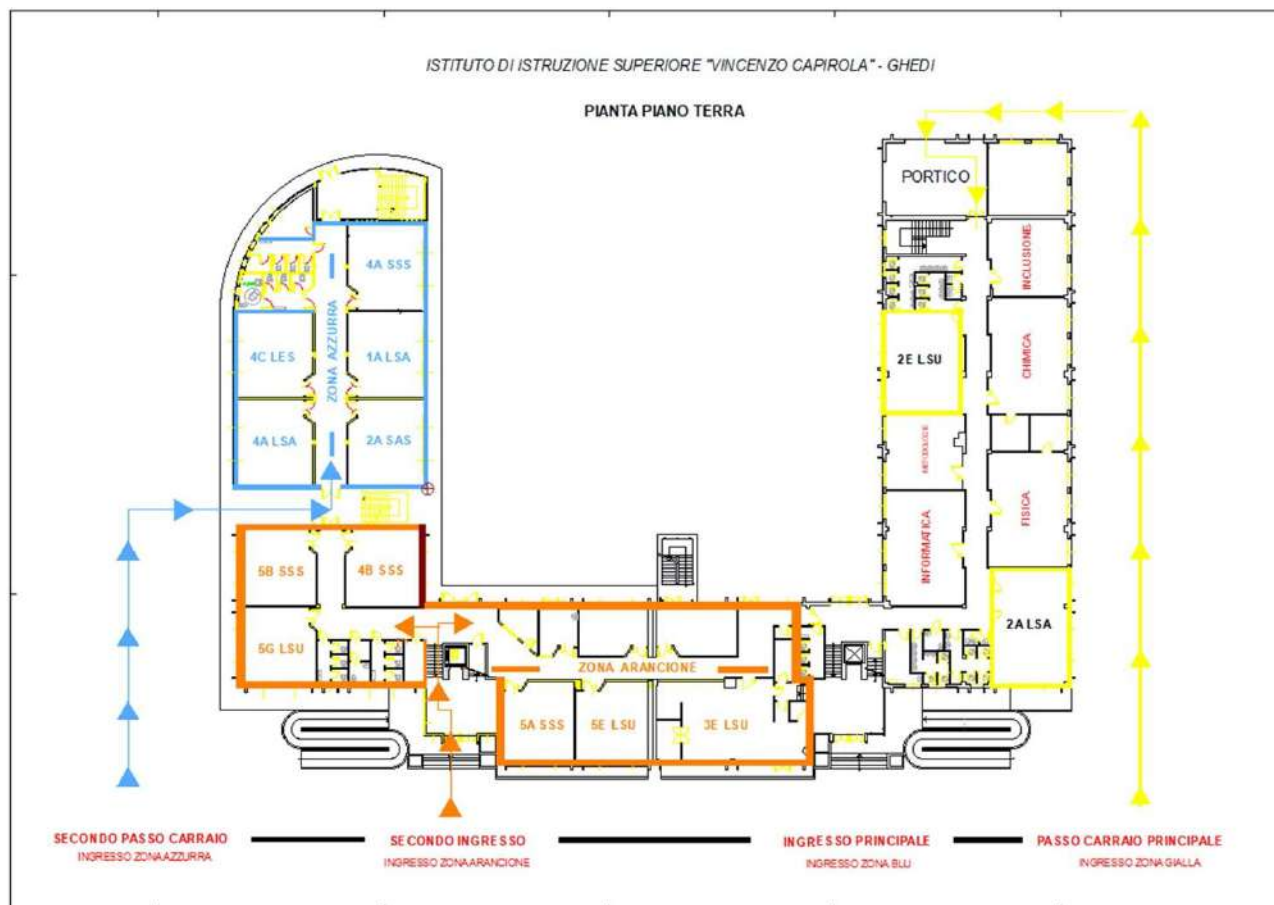 ISTITUTO DI ISTRUZIONE SUPERIORE "VINCENZO CAPIROLA" - GHEDI
PIANTA PIANO TERRA
PORTICO
4A SSS
INCLUSIONE
ZONA AZZURRA
4C LES
1A LSA
2E LSU
CHIMICA
4A LSA
2A SAS
METODOLOGIE
FISICA
INFORMATICA
5B SSS
4B SSS
2A LSA
5G LSU
ZONA ARANCIONE
5A SSS
5E LSU
3E LSU
SECONDO PASSO CARRAIO
INGRESSO ZONA AZZURRA
SECONDO INGRESSO
INGRESSO ZONA ARANCIONE
INGRESSO PRINCIPALE
INGRESSO ZONA BLU
PASSO CARRAIO PRINCIPALE
INGRESSO ZONA GIALLA